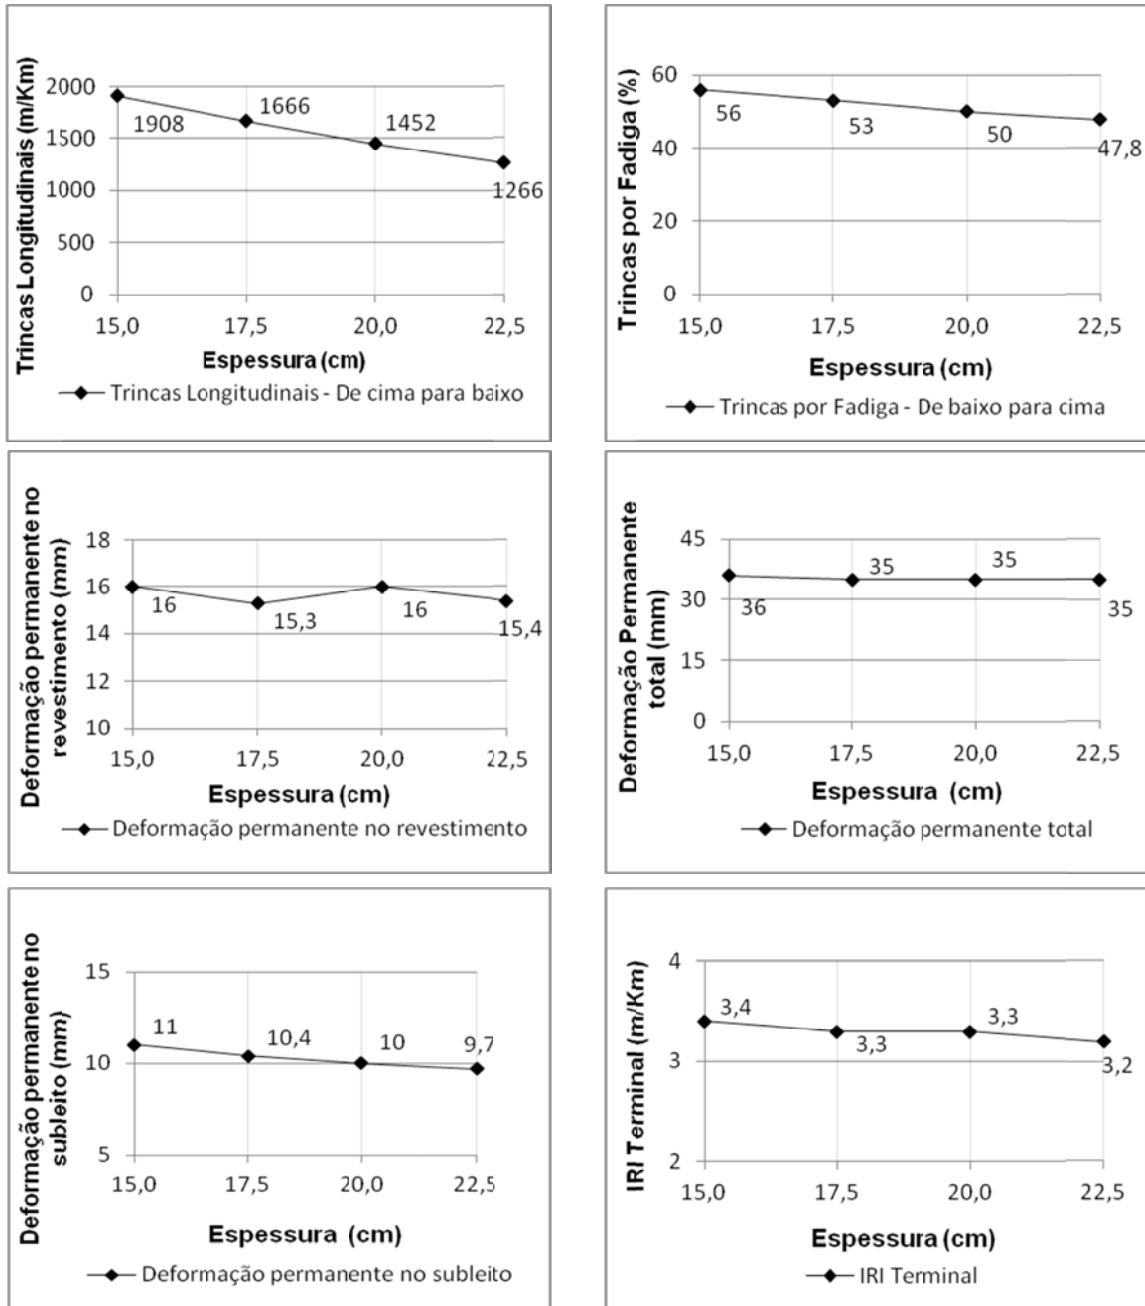 Trincas Longitudinais (m/Km)
2000
1500
1000
500
0
1908
1666
1452
1266
15,0 17,5 20,0 22,5
Espessura (cm)
Trincas Longitudinais - De cima para baixo
Trincas por Fadiga (%)
60
40
20
0
56
53
50
47,8
15,0 17,5 20,0 22,5
Espessura (cm)
Trincas por Fadiga - De baixo para cima
Deformação permanente no
revestimento (mm)
18
16
14
12
10
16
15,3
16
15,4
15,0 17,5 20,0 22,5
Espessura (cm)
Deformação permanente no revestimento
Deformação Permanente
total (mm)
45
30
15
0
36
35
35
35
15,0 17,5 20,0 22,5
Espessura (cm)
Deformação permanente total
Deformação permanente no
subleito (mm)
15
10
5
11
10,4
10
9,7
15,0 17,5 20,0 22,5
Espessura (cm)
Deformação permanente no subleito
IRI Terminal (m/Km)
4
3
2
3,4
3,3
3,3
3,2
15,0 17,5 20,0 22,5
Espessura (cm)
IRI Terminal